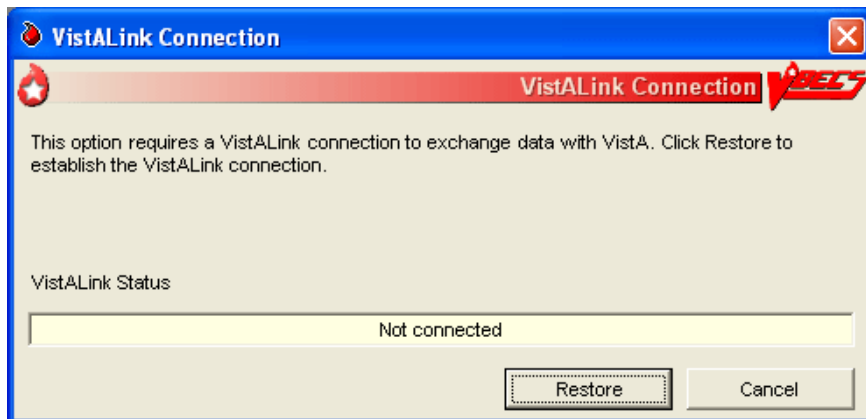 VistALink Connection
VistALink Connection VBECS
This option requires a VistALink connection to exchange data with VistA. Click Restore to
establish the VistALink connection.
VistALink Status
Not connected
Restore Cancel